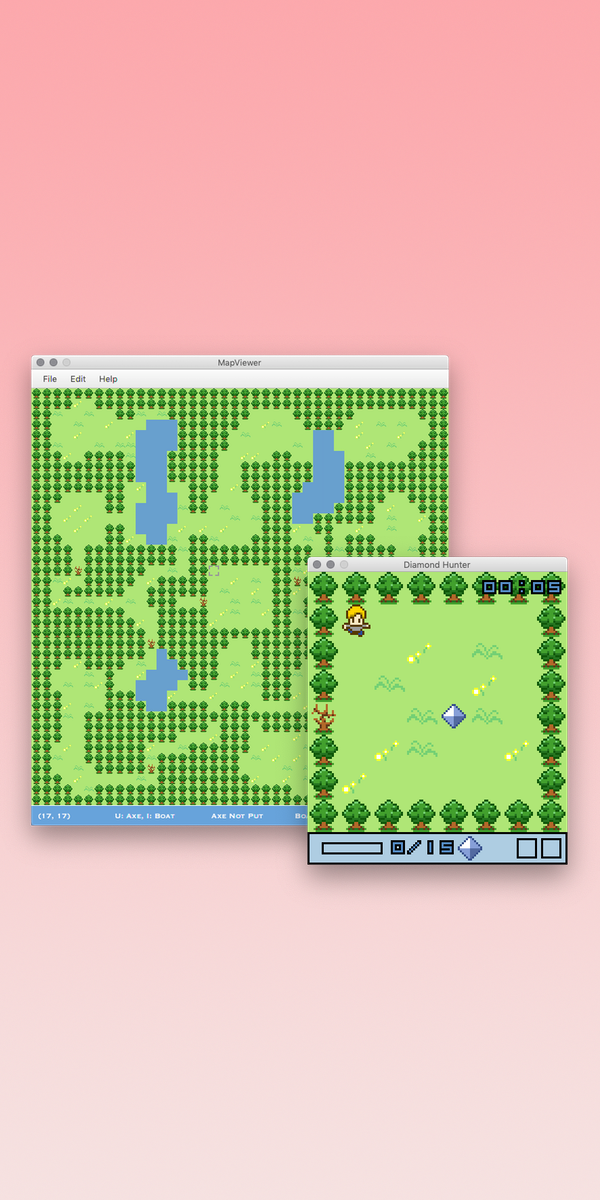 MapViewer
File Edit Help
(17, 17) U: Axe, I: Boat Axe Not Put
Diamond Hunter
00:05
0/15